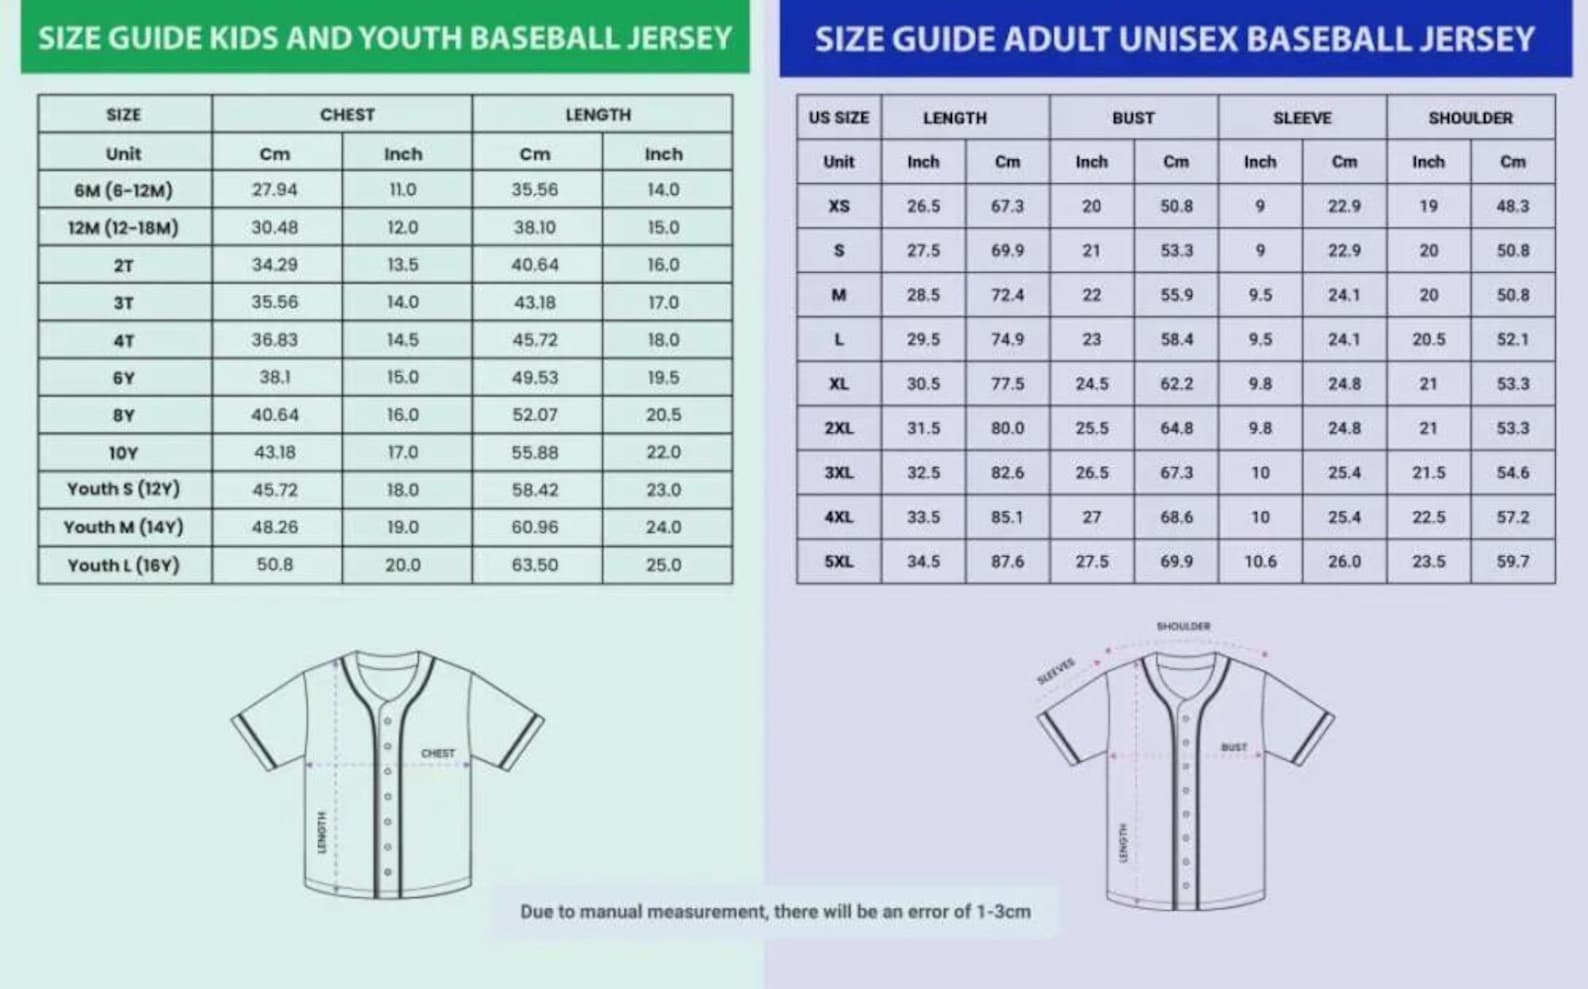 SIZE GUIDE KIDS AND YOUTH BASEBALL JERSEY
SIZE CHEST LENGTH
Unit Cm Inch Cm Inch
6M (6-12M) 27.94 11.0 35.56 14.0
12M (12-18M) 30.48 12.0 38.10 15.0
2T 34.29 13.5 40.64 16.0
3T 35.56 14.0 43.18 17.0
4T 36.83 14.5 45.72 18.0
6Y 38.1 15.0 49.53 19.5
8Y 40.64 16.0 52.07 20.5
10Y 43.18 17.0 55.88 22.0
Youth S (12Y) 45.72 18.0 58.42 23.0
Youth M (14Y) 48.26 19.0 60.96 24.0
Youth L (16Y) 50.8 20.0 63.50 25.0
CHEST
LENGTH
SIZE GUIDE ADULT UNISEX BASEBALL JERSEY
US SIZE LENGTH BUST SLEEVE SHOULDER
Unit Inch Cm Inch Cm Inch Cm Inch Cm
XS 26.5 67.3 20 50.8 9 22.9 19 48.3
S 27.5 69.9 21 53.3 9 22.9 20 50.8
M 28.5 72.4 22 55.9 9.5 24.1 20 50.8
L 29.5 74.9 23 58.4 9.5 24.1 20.5 52.1
XL 30.5 77.5 24.5 62.2 9.8 24.8 21 53.3
2XL 31.5 80.0 25.5 64.8 9.8 24.8 21 53.3
3XL 32.5 82.6 26.5 67.3 10 25.4 21.5 54.6
4XL 33.5 85.1 27 68.6 10 25.4 22.5 57.2
5XL 34.5 87.6 27.5 69.9 10.6 26.0 23.5 59.7
SHOULDER
SLEEVES
BUST
LENGTH
Due to manual measurement, there will be an error of 1-3cm